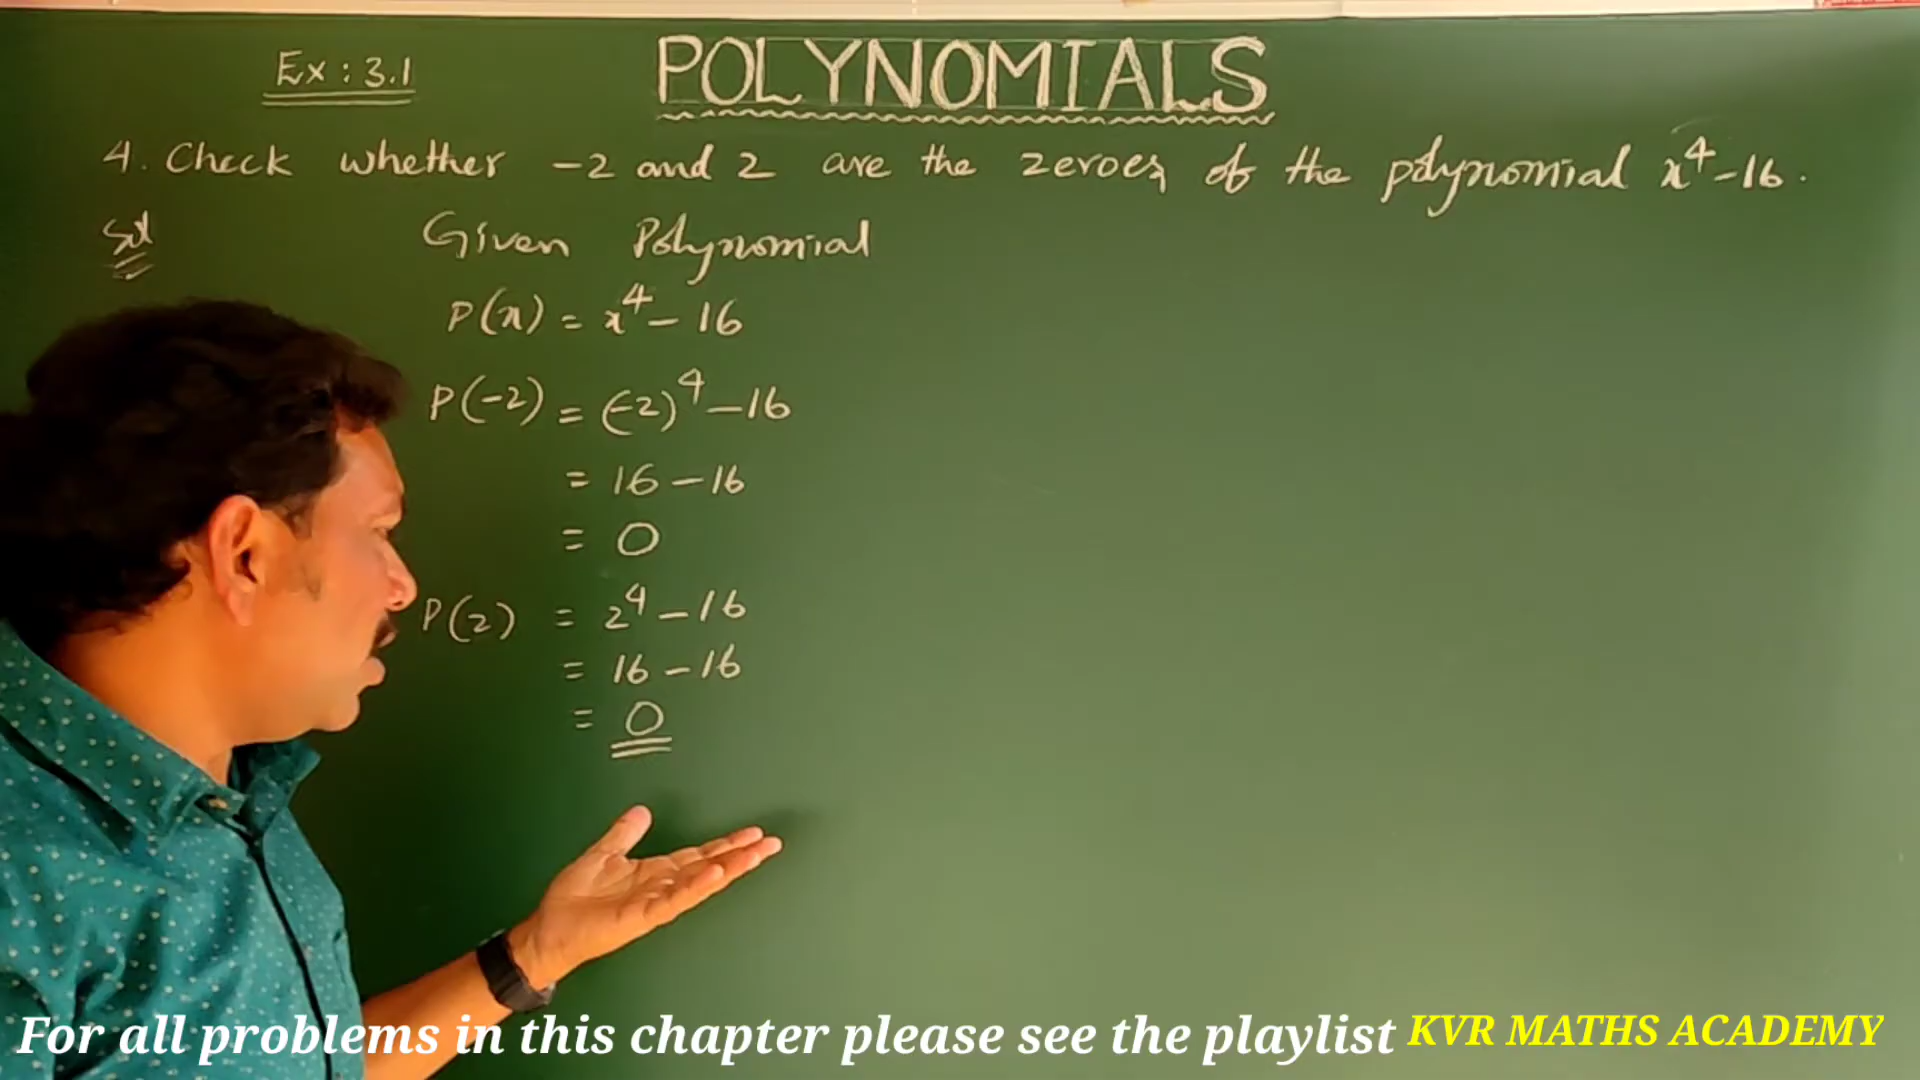 Ex : 3.1
POLYNOMIALS
4. Check whether -2 and 2 are the zeroes of the polynomial x⁴-16.
Sol
Given Polynomial
P(x) = x⁴ - 16
P(-2) = (-2)⁴ - 16
= 16 - 16
= 0
P(2) = 2⁴ - 16
= 16 - 16
= 0
For all problems in this chapter please see the playlist KVR MATHS ACADEMY